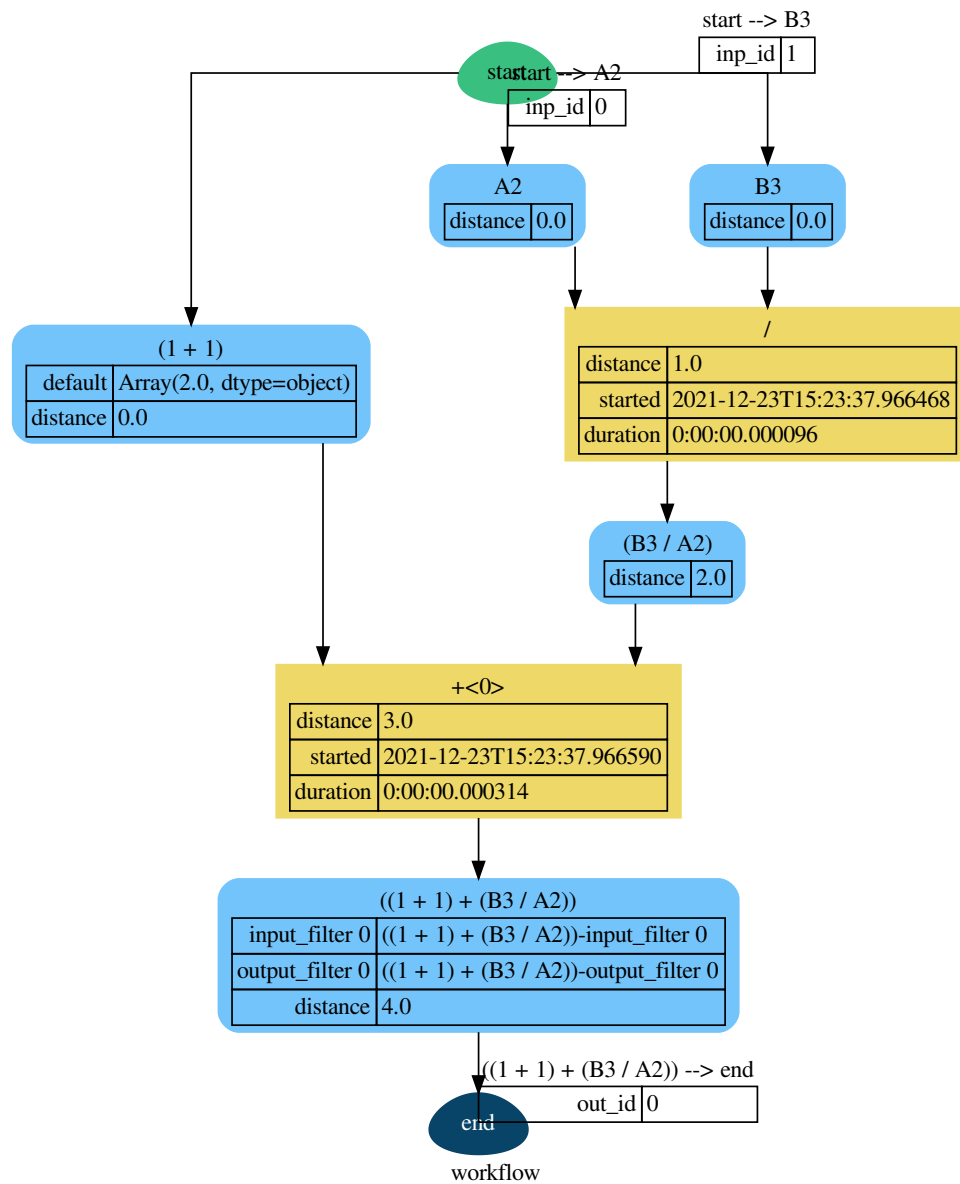 start --> B3
inp_id 1
start
start --> A2
inp_id 0
A2
distance 0.0
B3
distance 0.0
(1 + 1)
default Array(2.0, dtype=object)
distance 0.0
/
distance 1.0
started 2021-12-23T15:23:37.966468
duration 0:00:00.000096
(B3 / A2)
distance 2.0
+<0>
distance 3.0
started 2021-12-23T15:23:37.966590
duration 0:00:00.000314
((1 + 1) + (B3 / A2))
input_filter 0 ((1 + 1) + (B3 / A2))-input_filter 0
output_filter 0 ((1 + 1) + (B3 / A2))-output_filter 0
distance 4.0
((1 + 1) + (B3 / A2)) --> end
out_id 0
end
workflow